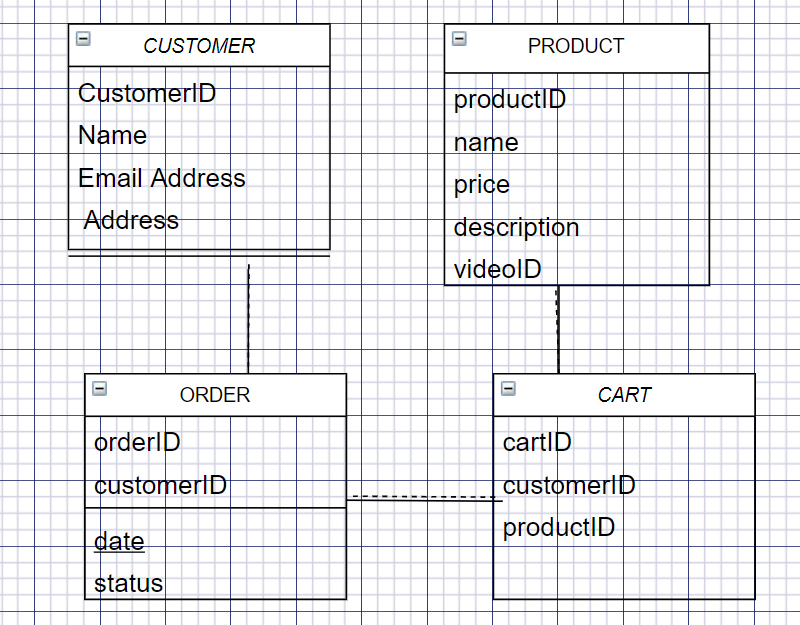 CUSTOMER
CustomerID
Name
Email Address
Address
PRODUCT
productID
name
price
description
videoID
ORDER
orderID
customerID
date
status
CART
cartID
customerID
productID